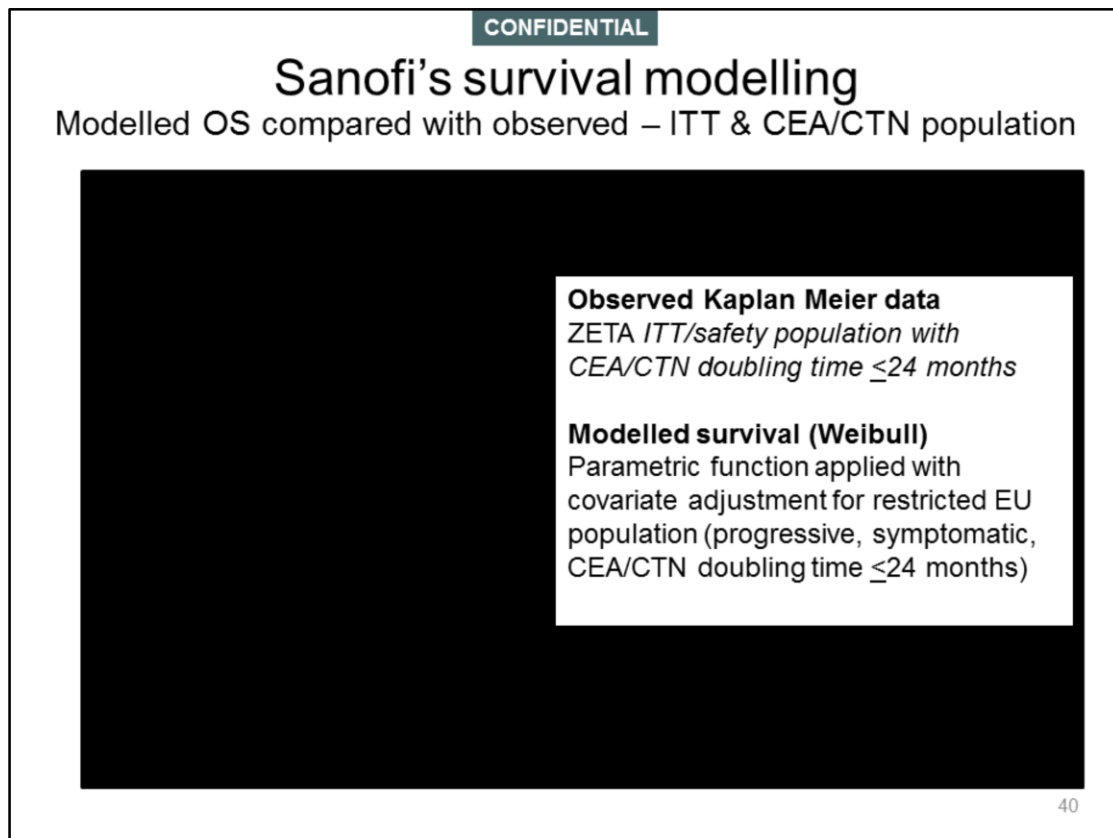 CONFIDENTIAL
Sanofi's survival modelling
Modelled OS compared with observed – ITT & CEA/CTN population
Observed Kaplan Meier data
ZETA ITT/safety population with
CEA/CTN doubling time ≤24 months
Modelled survival (Weibull)
Parametric function applied with
covariate adjustment for restricted EU
population (progressive, symptomatic,
CEA/CTN doubling time ≤24 months)
40